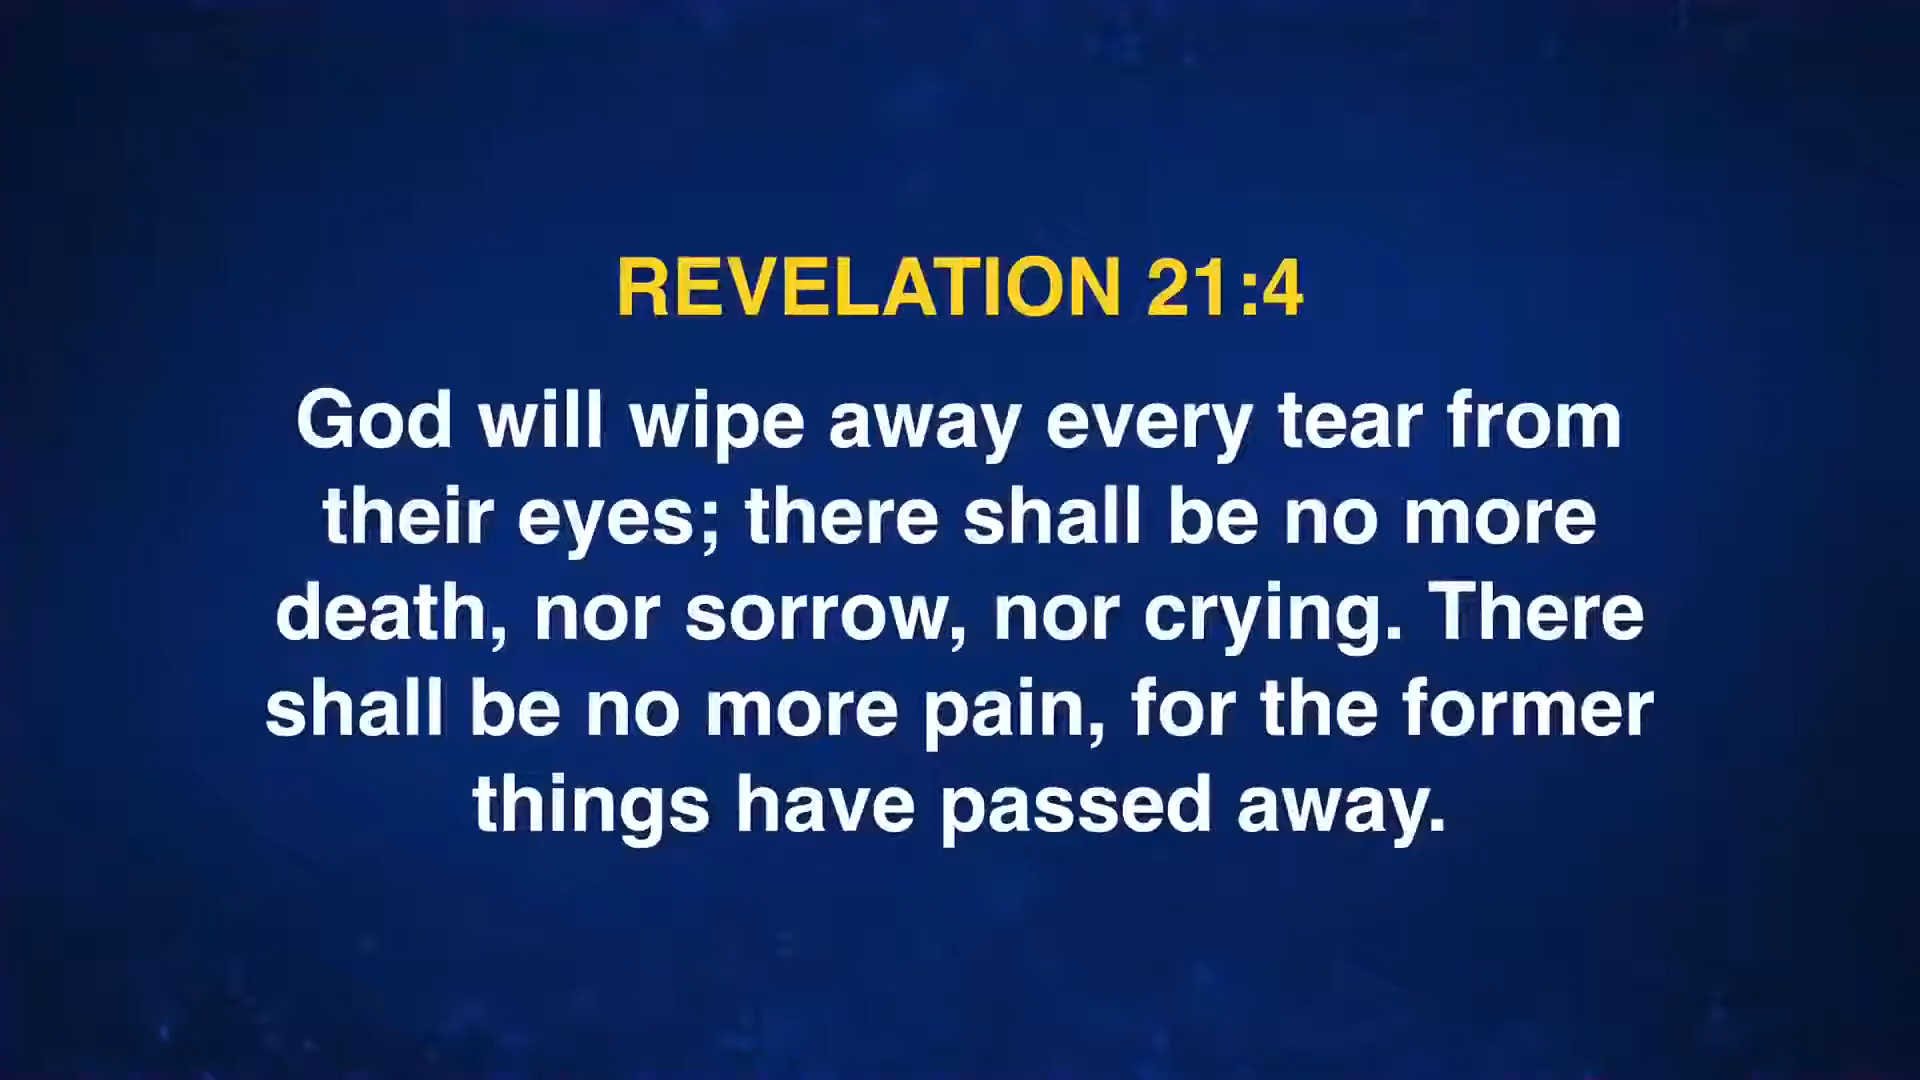 REVELATION 21:4
God will wipe away every tear from
their eyes; there shall be no more
death, nor sorrow, nor crying. There
shall be no more pain, for the former
things have passed away.